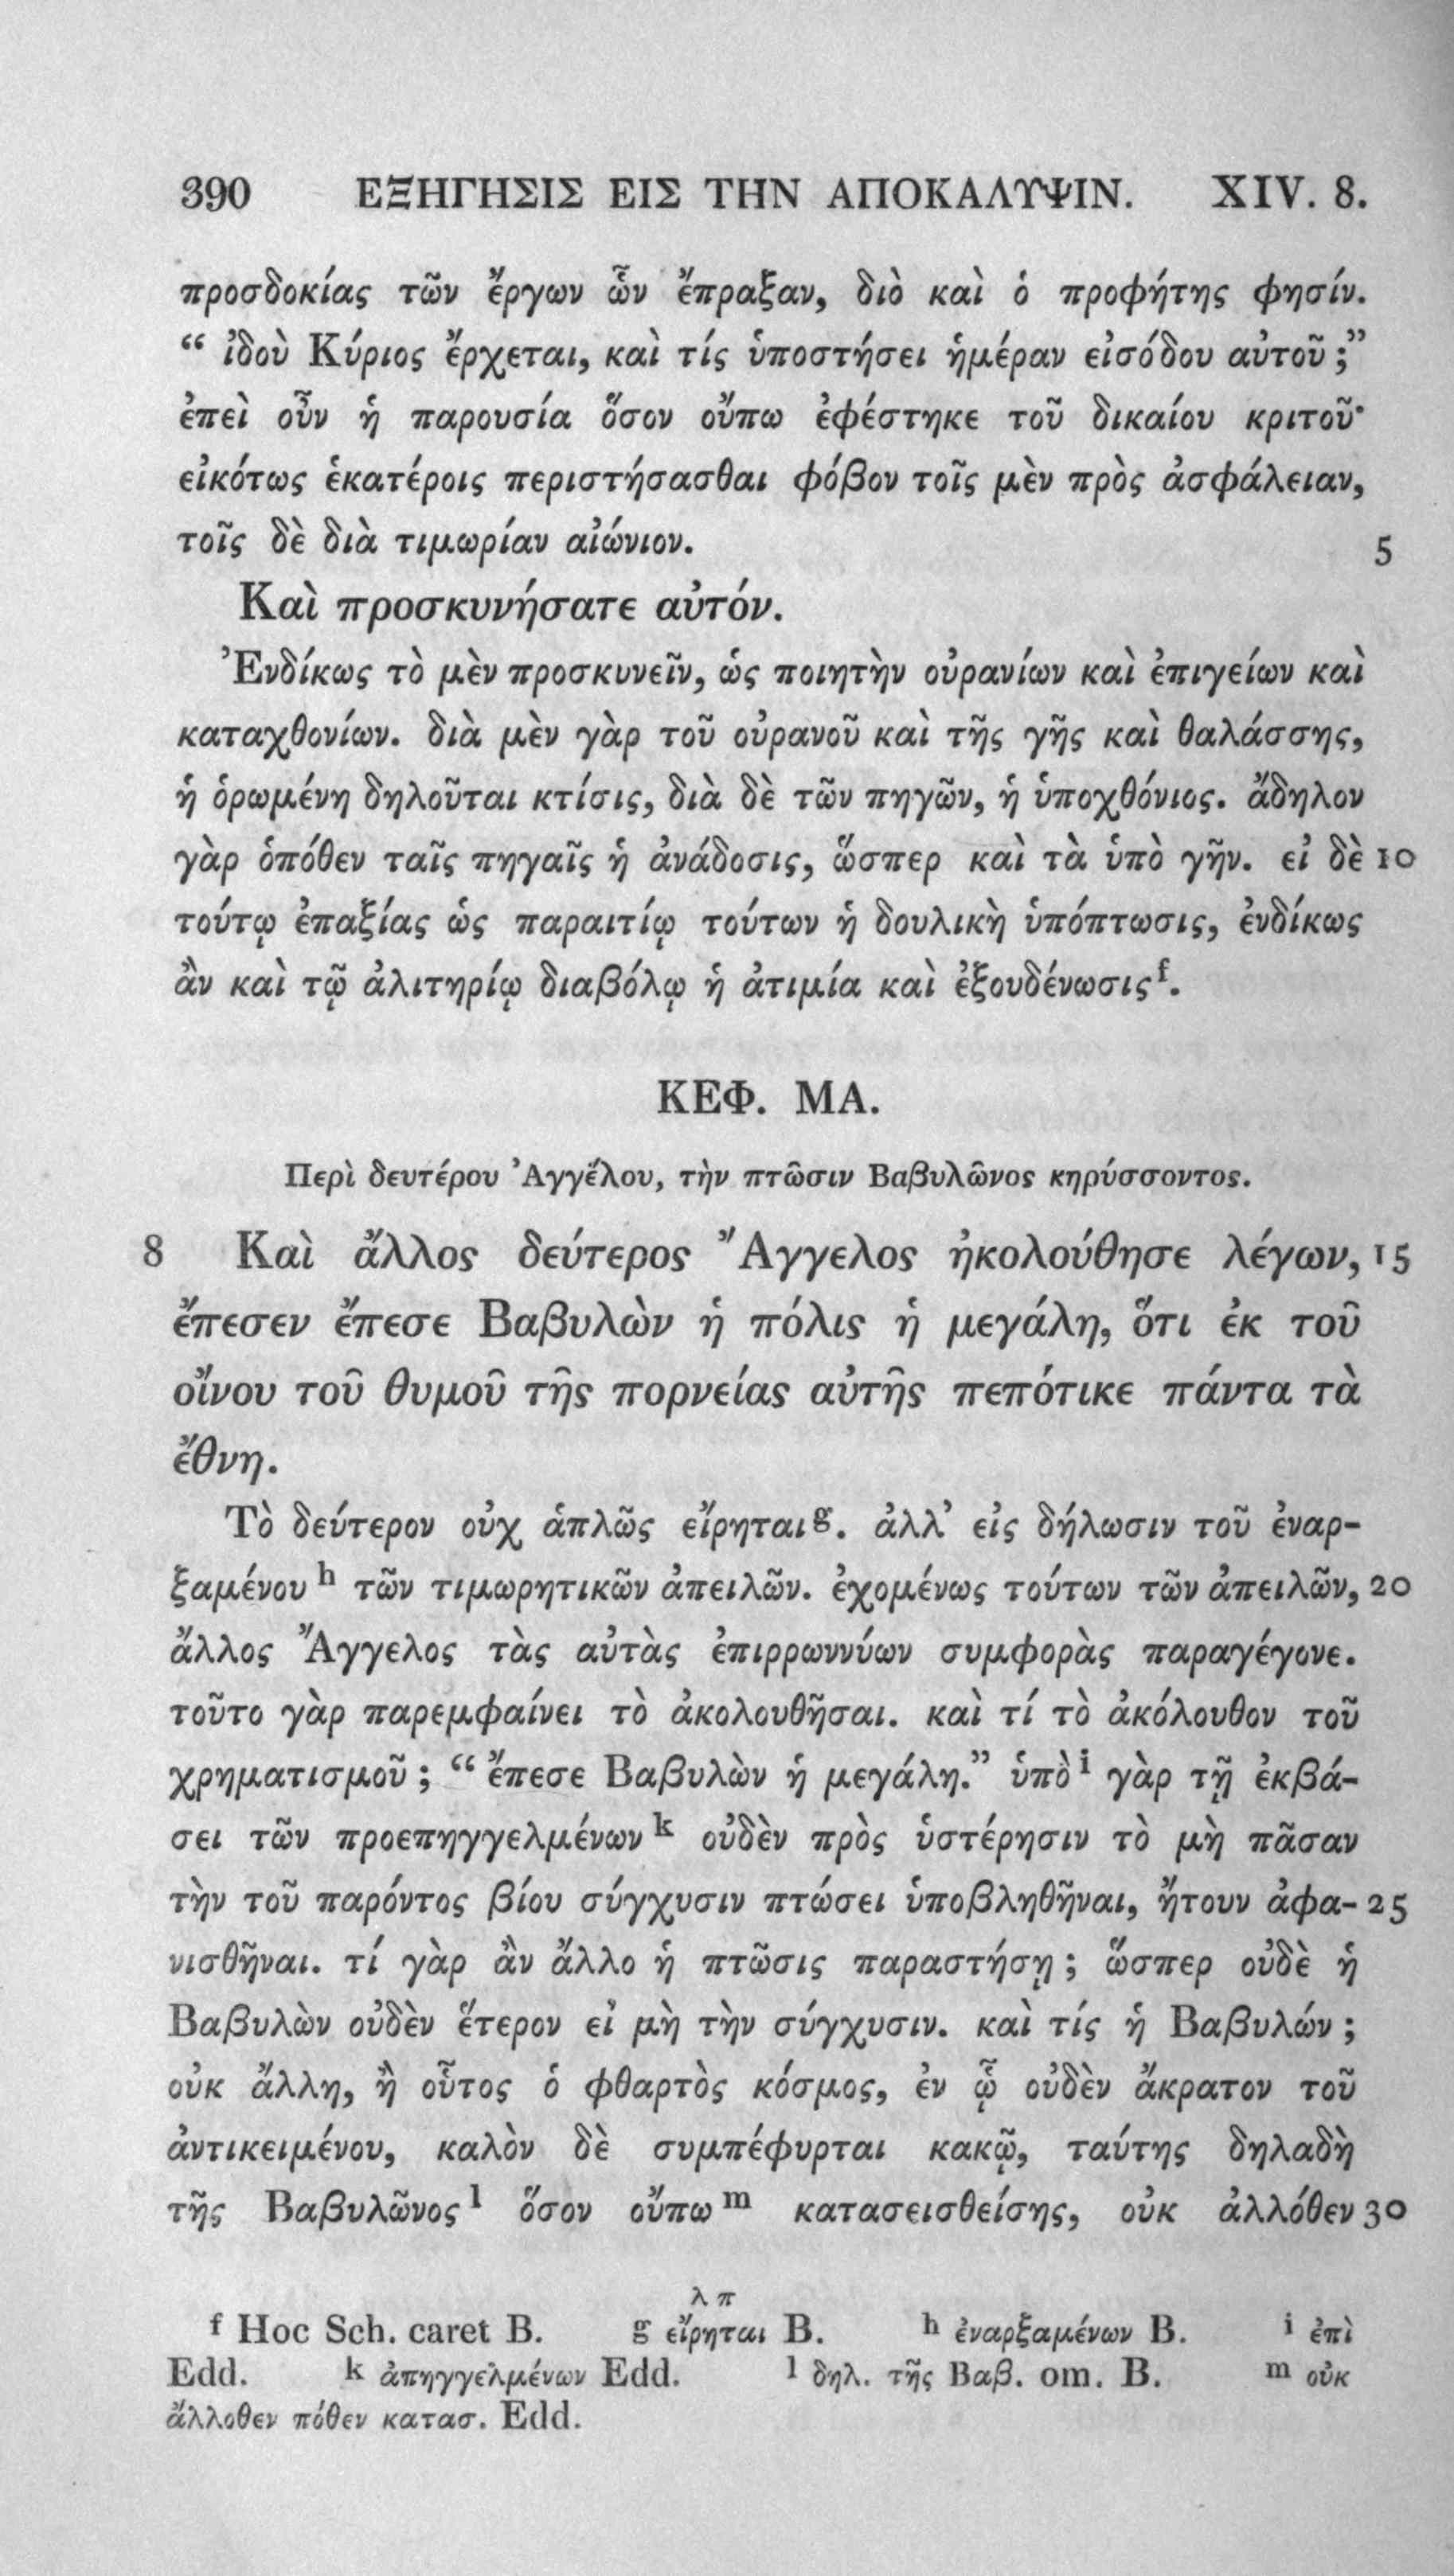 390 ΕΞΗΓΗΣΙΣ ΕΙΣ ΤΗΝ ΑΠΟΚΑΛΥΨΙΝ. XIV. 8.
προσδοκίας τῶν ἔργων ὧν ἔπραξαν, διὸ καὶ ὁ προφήτης φησίν.
“ ἰδοὺ Κύριος ἔρχεται, καὶ τίς ὑποστήσει ἡμέραν εἰσόδου αὐτοῦ ;”
ἐπεὶ οὖν ἡ παρουσία ὅσον οὔπω ἐφέστηκε τοῦ δικαίου κριτοῦ·
εἰκότως ἑκατέροις περιστήσασθαι φόβον τοῖς μὲν πρὸς ἀσφάλειαν,
τοῖς δὲ διὰ τιμωρίαν αἰώνιον. 5
Καὶ προσκυνήσατε αὐτόν.
Ἐνδίκως τὸ μὲν προσκυνεῖν, ὡς ποιητὴν οὐρανίων καὶ ἐπιγείων καὶ
καταχθονίων. διὰ μὲν γὰρ τοῦ οὐρανοῦ καὶ τῆς γῆς καὶ θαλάσσης,
ἡ ὁρωμένη δηλοῦται κτίσις, διὰ δὲ τῶν πηγῶν, ἡ ὑποχθόνιος. ἄδηλον
γὰρ ὁπόθεν ταῖς πηγαῖς ἡ ἀνάδοσις, ὥσπερ καὶ τὰ ὑπὸ γῆν. εἰ δὲ 10
τούτῳ ἐπαξίας ὡς παραιτίῳ τούτων ἡ δουλικὴ ὑπόπτωσις, ἐνδίκως
ἂν καὶ τῷ ἀλιτηρίῳ διαβόλῳ ἡ ἀτιμία καὶ ἐξουδένωσις f.
ΚΕΦ. ΜΑ.
Περὶ δευτέρου Ἀγγέλου, τὴν πτῶσιν Βαβυλῶνος κηρύσσοντος.
8 Καὶ ἄλλος δεύτερος Ἄγγελος ἠκολούθησε λέγων, 15
ἔπεσεν ἔπεσε Βαβυλὼν ἡ πόλις ἡ μεγάλη, ὅτι ἐκ τοῦ
οἴνου τοῦ θυμοῦ τῆς πορνείας αὐτῆς πεπότικε πάντα τὰ
ἔθνη.
Τὸ δεύτερον οὐχ ἁπλῶς εἴρηται g. ἀλλ’ εἰς δήλωσιν τοῦ ἐναρ-
ξαμένου h τῶν τιμωρητικῶν ἀπειλῶν. ἐχομένως τούτων τῶν ἀπειλῶν, 20
ἄλλος Ἄγγελος τὰς αὐτὰς ἐπιρρωννύων συμφορὰς παραγέγονε.
τοῦτο γὰρ παρεμφαίνει τὸ ἀκολουθῆσαι. καὶ τί τὸ ἀκόλουθον τοῦ
χρηματισμοῦ ; “ ἔπεσε Βαβυλὼν ἡ μεγάλη.” ὑπὸ i γὰρ τῇ ἐκβά-
σει τῶν προεπηγγελμένων k οὐδὲν πρὸς ὑστέρησιν τὸ μὴ πᾶσαν
τὴν τοῦ παρόντος βίου σύγχυσιν πτώσει ὑποβληθῆναι, ἤτουν ἀφα- 25
νισθῆναι. τί γὰρ ἂν ἄλλο ἡ πτῶσις παραστήσῃ ; ὥσπερ οὐδὲ ἡ
Βαβυλὼν οὐδὲν ἕτερον εἰ μὴ τὴν σύγχυσιν. καὶ τίς ἡ Βαβυλών ;
οὐκ ἄλλη, ἢ οὗτος ὁ φθαρτὸς κόσμος, ἐν ᾧ οὐδὲν ἄκρατον τοῦ
ἀντικειμένου, καλὸν δὲ συμπέφυρται κακῷ, ταύτης δηλαδὴ
τῆς Βαβυλῶνος l ὅσον οὔπω m κατασεισθείσης, οὐκ ἀλλόθεν 30
λ π
f Hoc Sch. caret B. g εἴρηται B. h ἐναρξαμένων B. i ἐπὶ
Edd. k ἀπηγγελμένων Edd. l δηλ. τῆς Βαβ. om. B. m οὐκ
ἄλλοθεν πόθεν κατασ. Edd.